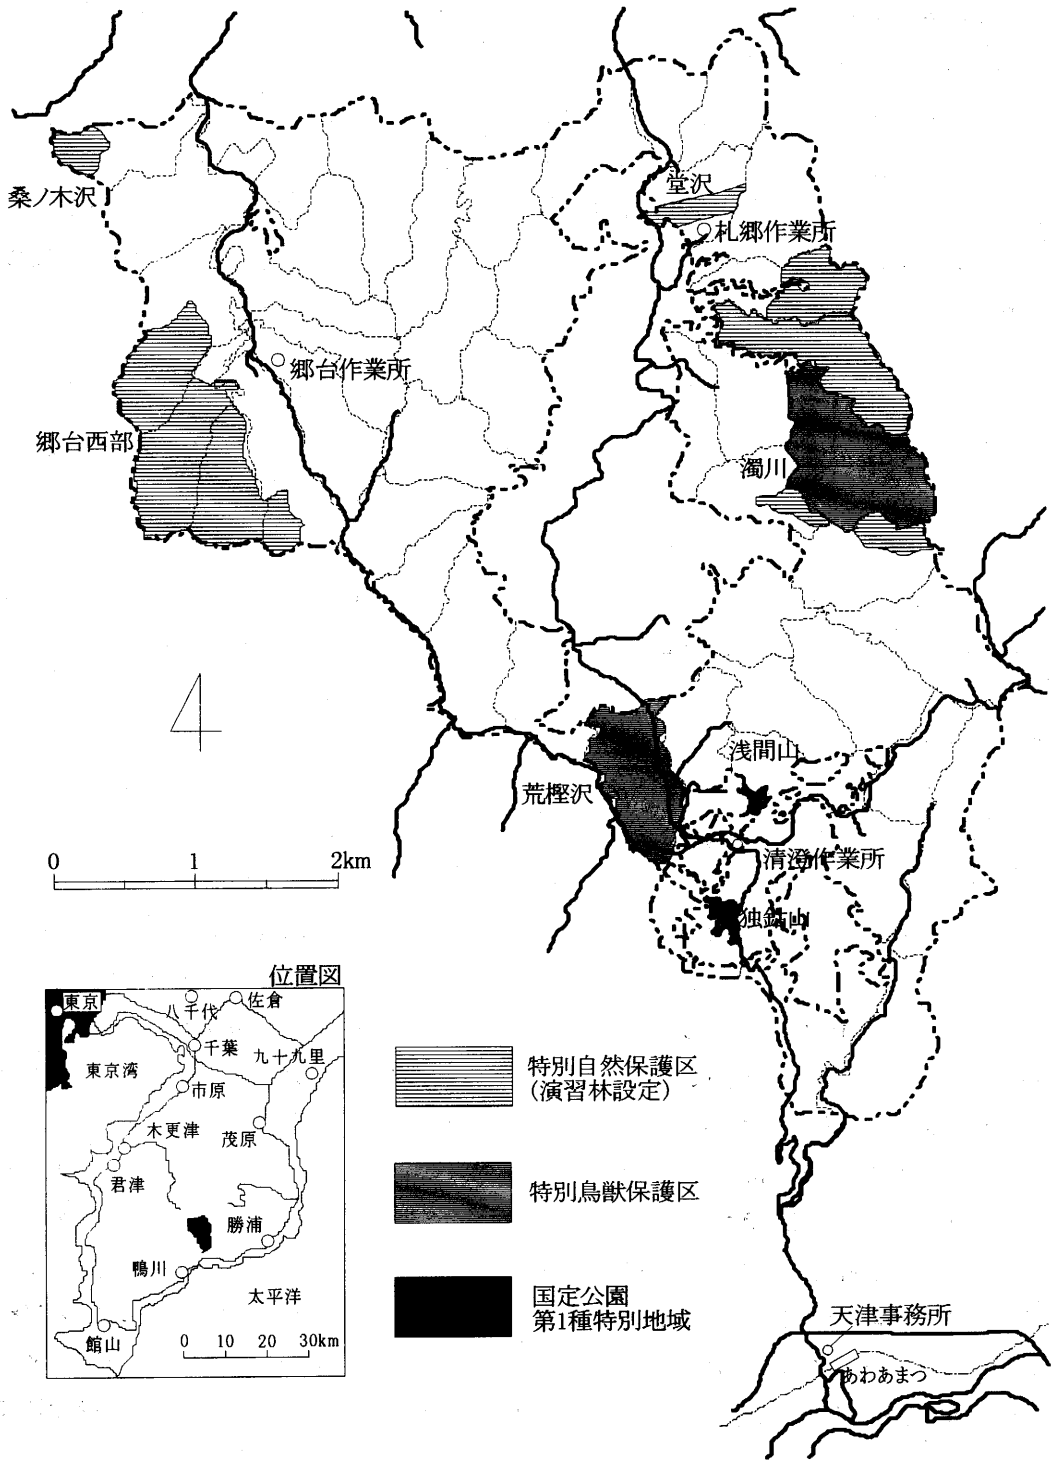 堂沢
桑ノ木沢
札郷作業所
郷台作業所
郷台西部
濁川
浅間山
荒樫沢
清澄作業所
独鈷山
0 1 2km
位置図
東京
八千代
佐倉
千葉
九十九里
東京湾
市原
木更津
茂原
君津
勝浦
鴨川
太平洋
館山
0 10 20 30km
特別自然保護区
(演習林設定)
特別鳥獣保護区
国定公園
第1種特別地域
天津事務所
あわあまつ